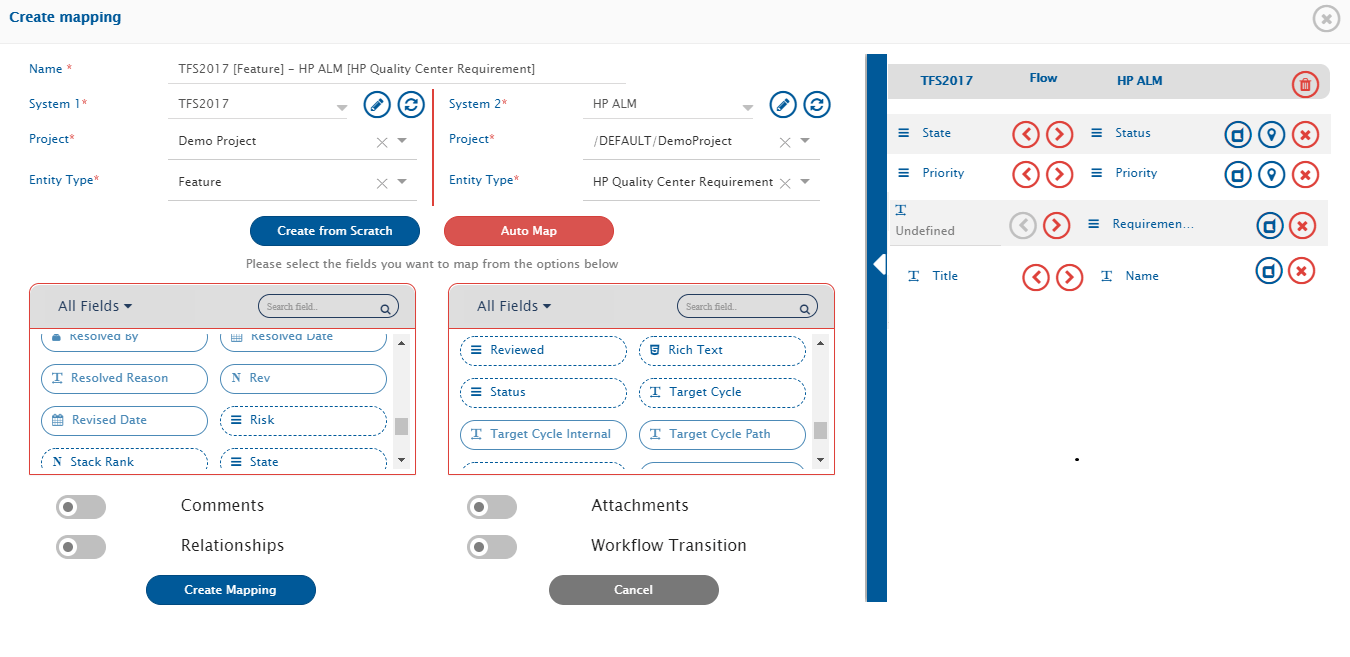 Create mapping
Name *
TFS2017 [Feature] - HP ALM [HP Quality Center Requirement]
System 1*
TFS2017
System 2*
HP ALM
Project*
Demo Project
Project*
/DEFAULT/DemoProject
Entity Type*
Feature
Entity Type*
HP Quality Center Requirement
Create from Scratch
Auto Map
Please select the fields you want to map from the options below
All Fields
Search field..
Resolved By
Resolved Date
Resolved Reason
N Rev
Revised Date
Risk
N Stack Rank
State
All Fields
Search field..
Reviewed
Rich Text
Status
Target Cycle
Target Cycle Internal
Target Cycle Path
Comments
Attachments
Relationships
Workflow Transition
Create Mapping
Cancel
TFS2017
Flow
HP ALM
State
Status
Priority
Priority
Undefined
Requiremen...
Title
Name